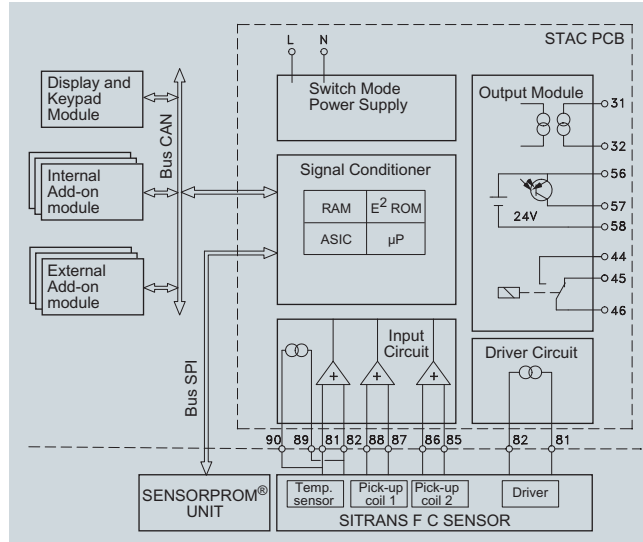 STAC PCB
L N
Switch Mode
Power Supply
Output Module
31
32
56
57
24V
58
44
45
46
Display and
Keypad
Module
Bus CAN
Internal
Add-on
module
External
Add-on
module
Signal Conditioner
RAM E² ROM
ASIC µP
Input
Circuit
+ + +
Driver Circuit
Bus SPI
90 89 81 82 88 87 86 85 82 81
SENSORPROM®
UNIT
Temp.
sensor
Pick-up
coil 1
Pick-up
coil 2
Driver
SITRANS F C SENSOR